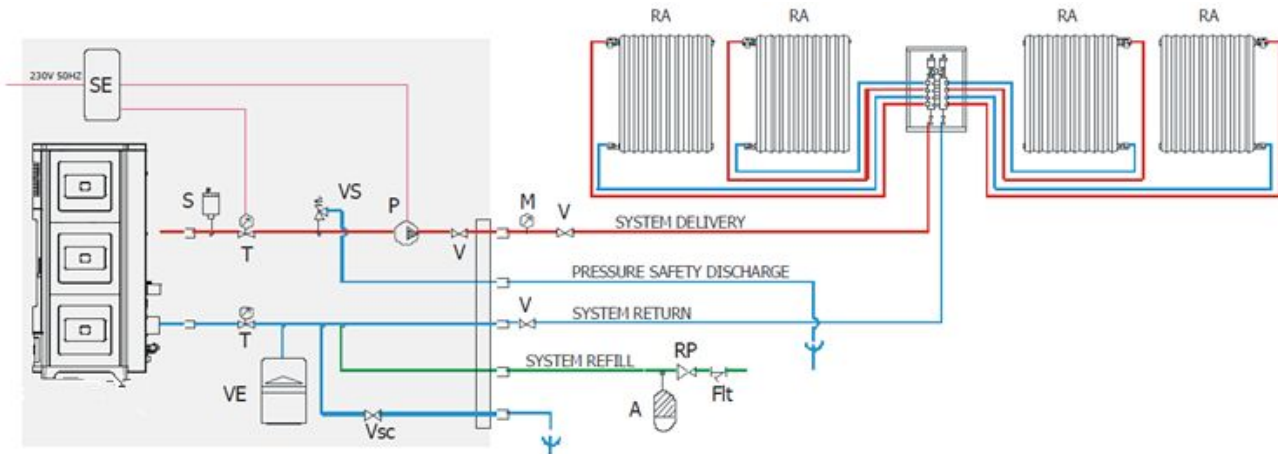 RA RA RA RA
230V 50HZ
SE
S
VS
P
M
V
T
V
SYSTEM DELIVERY
PRESSURE SAFETY DISCHARGE
V
SYSTEM RETURN
T
SYSTEM REFILL
RP
VE
A
Flt
Vsc